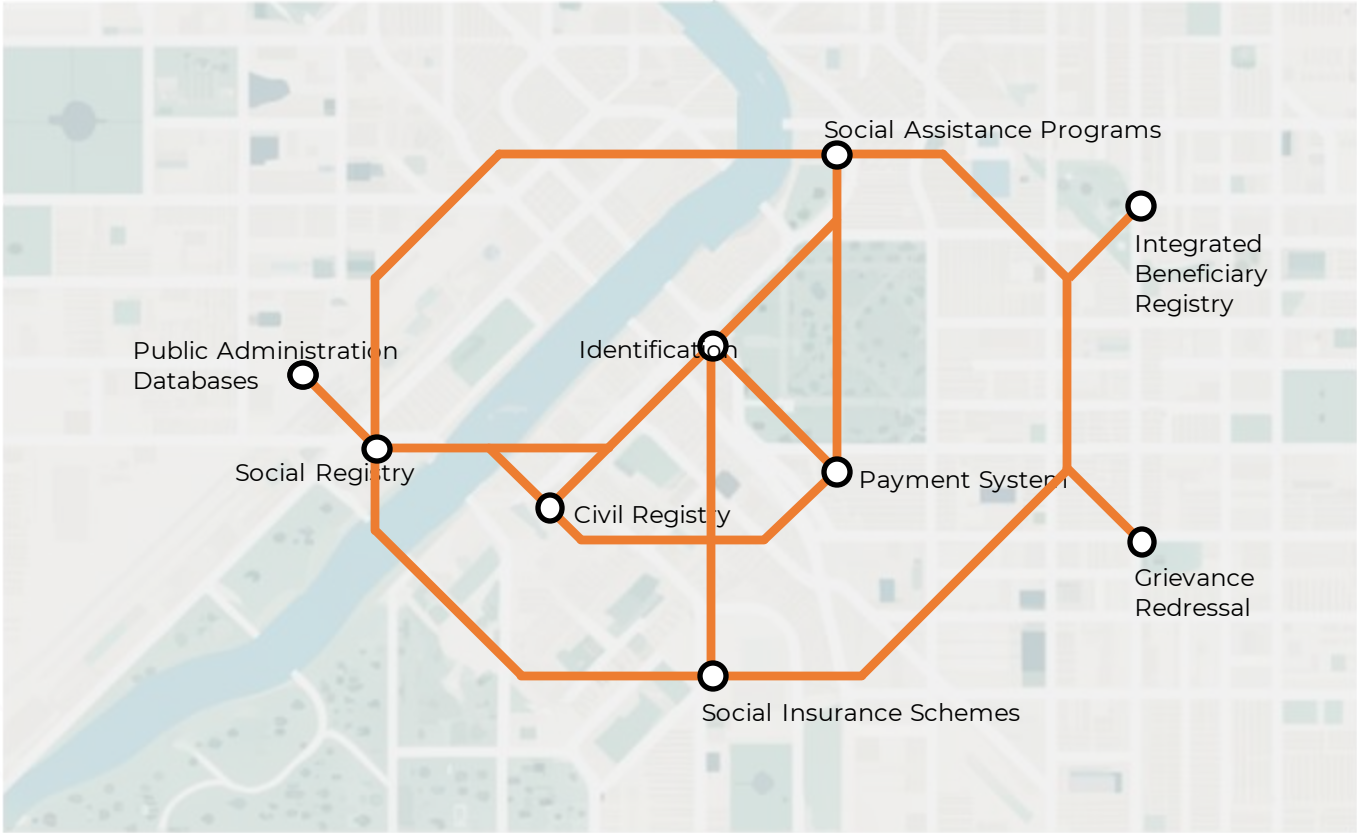 Social Assistance Programs
Integrated
Beneficiary
Registry
Public Administration
Databases
Identification
Social Registry
Payment System
Civil Registry
Grievance
Redressal
Social Insurance Schemes